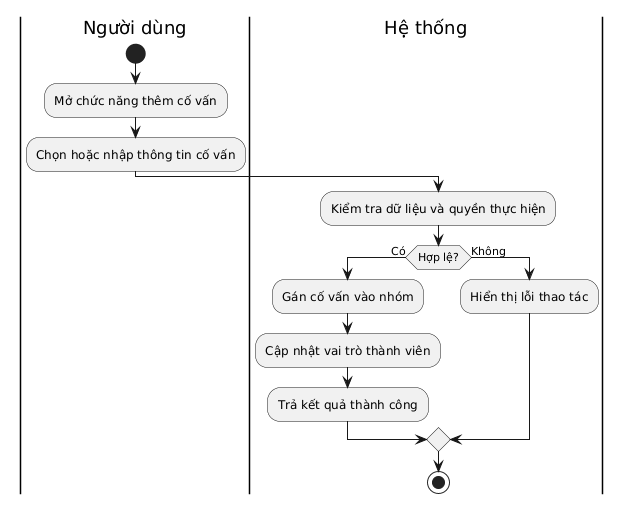 Người dùng
Hệ thống
Mở chức năng thêm cố vấn
Chọn hoặc nhập thông tin cố vấn
Kiểm tra dữ liệu và quyền thực hiện
Có
Hợp lệ?
Không
Gán cố vấn vào nhóm
Hiển thị lỗi thao tác
Cập nhật vai trò thành viên
Trả kết quả thành công